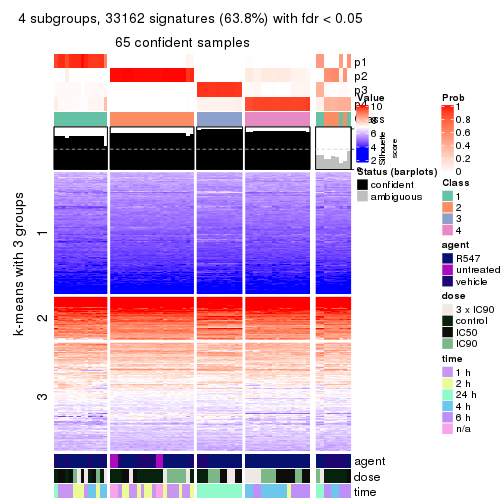 4 subgroups, 33162 signatures (63.8%) with fdr < 0.05
65 confident samples
p1
p2
p3
p4
Class
Silhouette
score
k-means with 3 groups
1
2
3
agent
dose
time
Value
10
8
6
4
2
Status (barplots)
confident
ambiguous
Prob
1
0.8
0.6
0.4
0.2
0
Class
1
2
3
4
agent
R547
untreated
vehicle
dose
3 x IC90
control
IC50
IC90
time
1 h
2 h
24 h
4 h
6 h
n/a